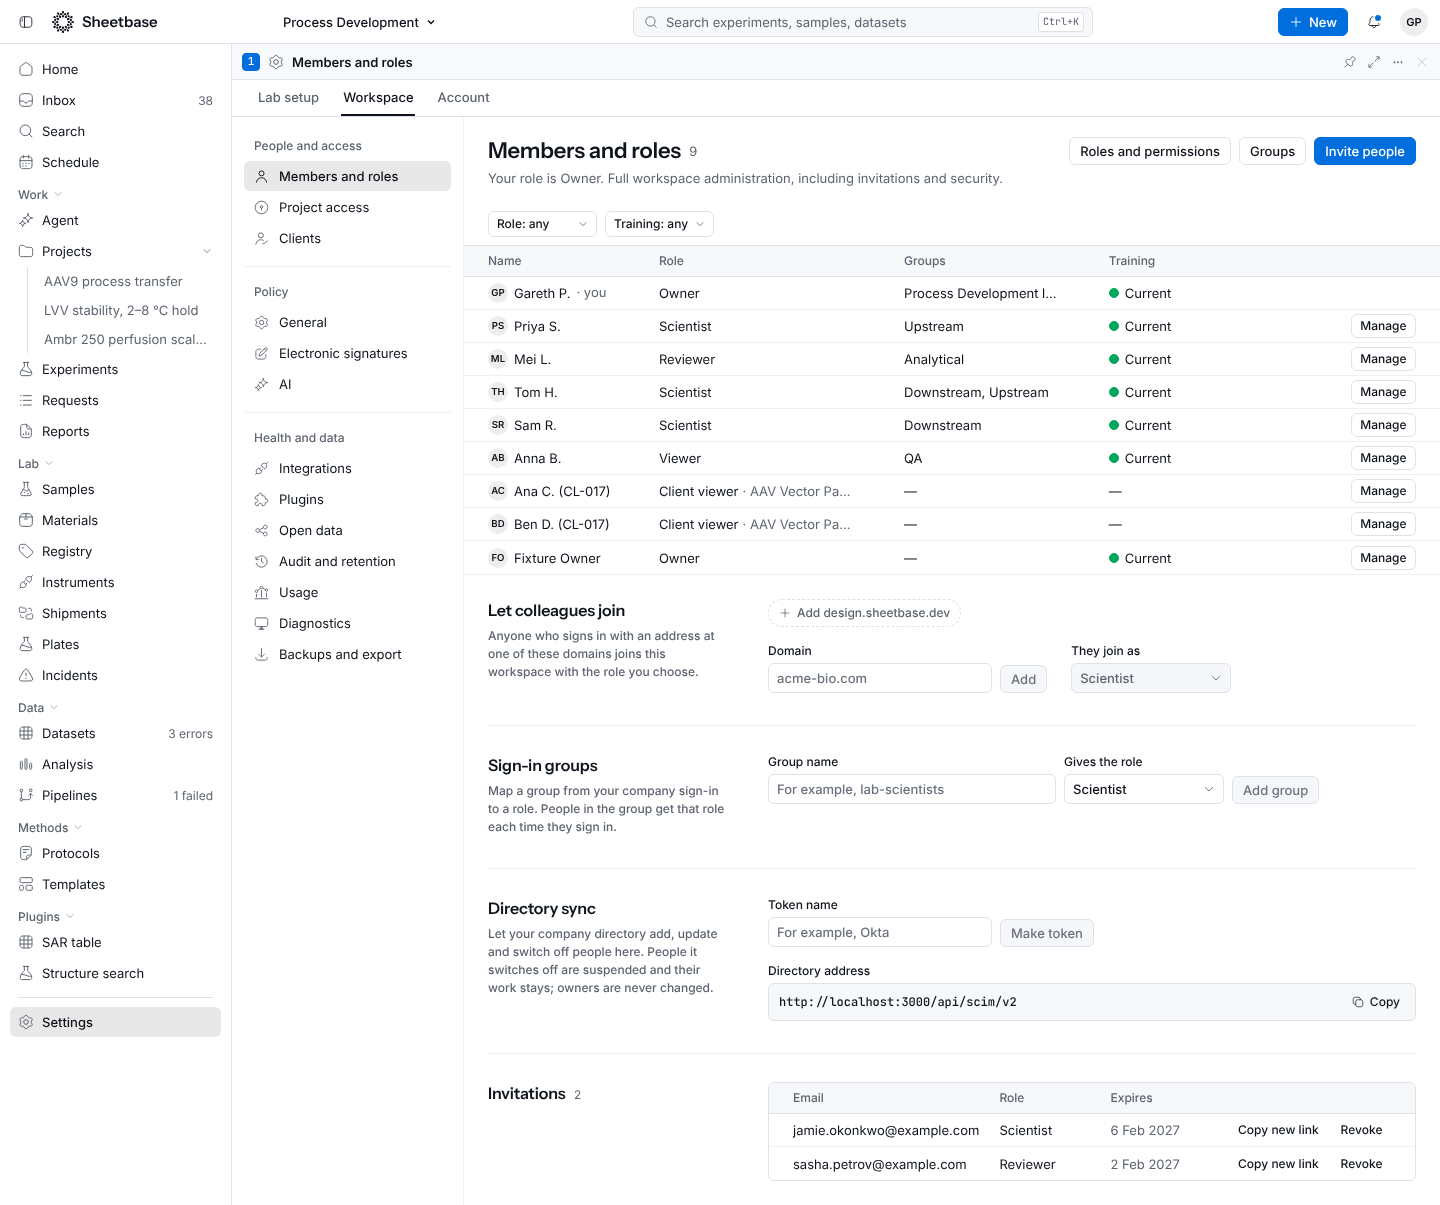 Sheetbase
Process Development
Search experiments, samples, datasets
Ctrl+K
New
GP
Home
Inbox 38
Search
Schedule
Work
Agent
Projects
AAV9 process transfer
LVV stability, 2–8 °C hold
Ambr 250 perfusion scal...
Experiments
Requests
Reports
Lab
Samples
Materials
Registry
Instruments
Shipments
Plates
Incidents
Data
Datasets 3 errors
Analysis
Pipelines 1 failed
Methods
Protocols
Templates
Plugins
SAR table
Structure search
Settings
1 Members and roles
Lab setup Workspace Account
People and access
Members and roles
Project access
Clients
Policy
General
Electronic signatures
AI
Health and data
Integrations
Plugins
Open data
Audit and retention
Usage
Diagnostics
Backups and export
Members and roles 9
Your role is Owner. Full workspace administration, including invitations and security.
Roles and permissions Groups Invite people
Role: any Training: any
Name Role Groups Training
GP Gareth P. · you Owner Process Development l... Current
PS Priya S. Scientist Upstream Current Manage
ML Mei L. Reviewer Analytical Current Manage
TH Tom H. Scientist Downstream, Upstream Current Manage
SR Sam R. Scientist Downstream Current Manage
AB Anna B. Viewer QA Current Manage
AC Ana C. (CL-017) Client viewer · AAV Vector Pa... — — Manage
BD Ben D. (CL-017) Client viewer · AAV Vector Pa... — — Manage
FO Fixture Owner Owner — Current Manage
Let colleagues join
Anyone who signs in with an address at
one of these domains joins this
workspace with the role you choose.
Add design.sheetbase.dev
Domain They join as
acme-bio.com Add Scientist
Sign-in groups
Map a group from your company sign-in
to a role. People in the group get that role
each time they sign in.
Group name Gives the role
For example, lab-scientists Scientist Add group
Directory sync
Let your company directory add, update
and switch off people here. People it
switches off are suspended and their
work stays; owners are never changed.
Token name
For example, Okta Make token
Directory address
http://localhost:3000/api/scim/v2 Copy
Invitations 2
Email Role Expires
jamie.okonkwo@example.com Scientist 6 Feb 2027 Copy new link Revoke
sasha.petrov@example.com Reviewer 2 Feb 2027 Copy new link Revoke